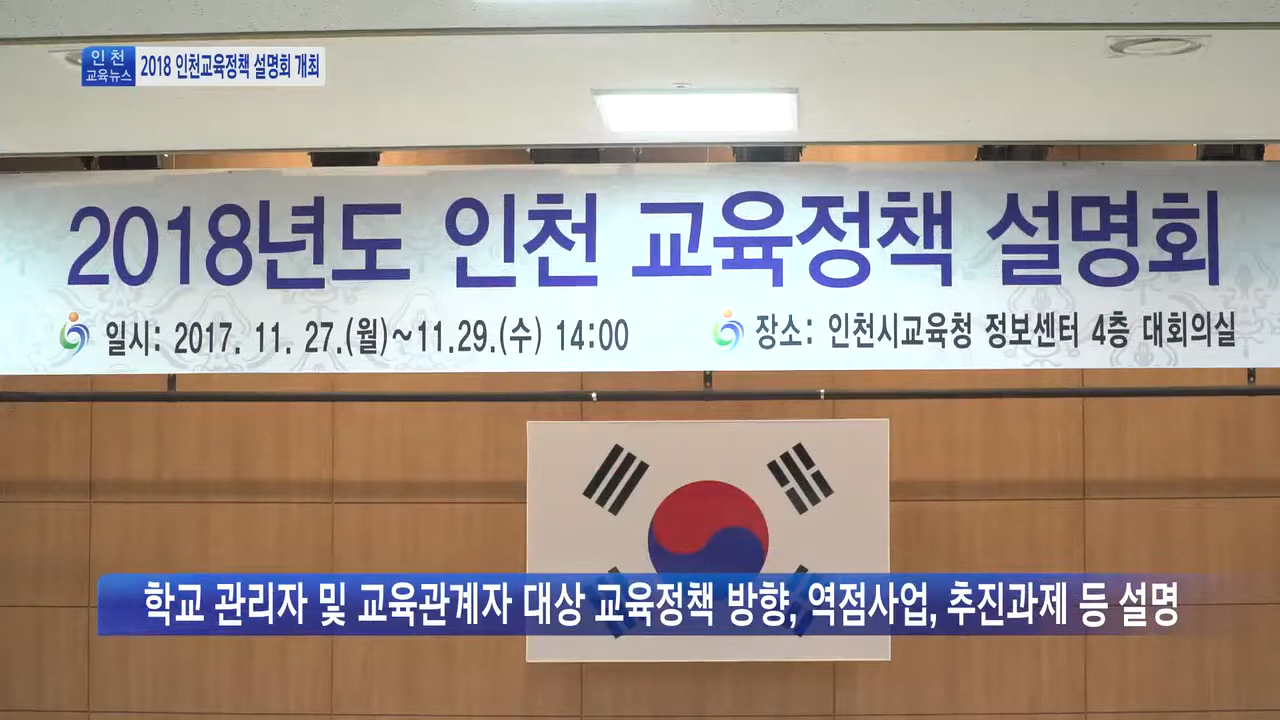 인천
교육뉴스
2018 인천교육정책 설명회 개최
2018년도 인천 교육정책 설명회
일시: 2017. 11. 27.(월)~11.29.(수) 14:00
장소: 인천시교육청 정보센터 4층 대회의실
학교 관리자 및 교육관계자 대상 교육정책 방향, 역점사업, 추진과제 등 설명